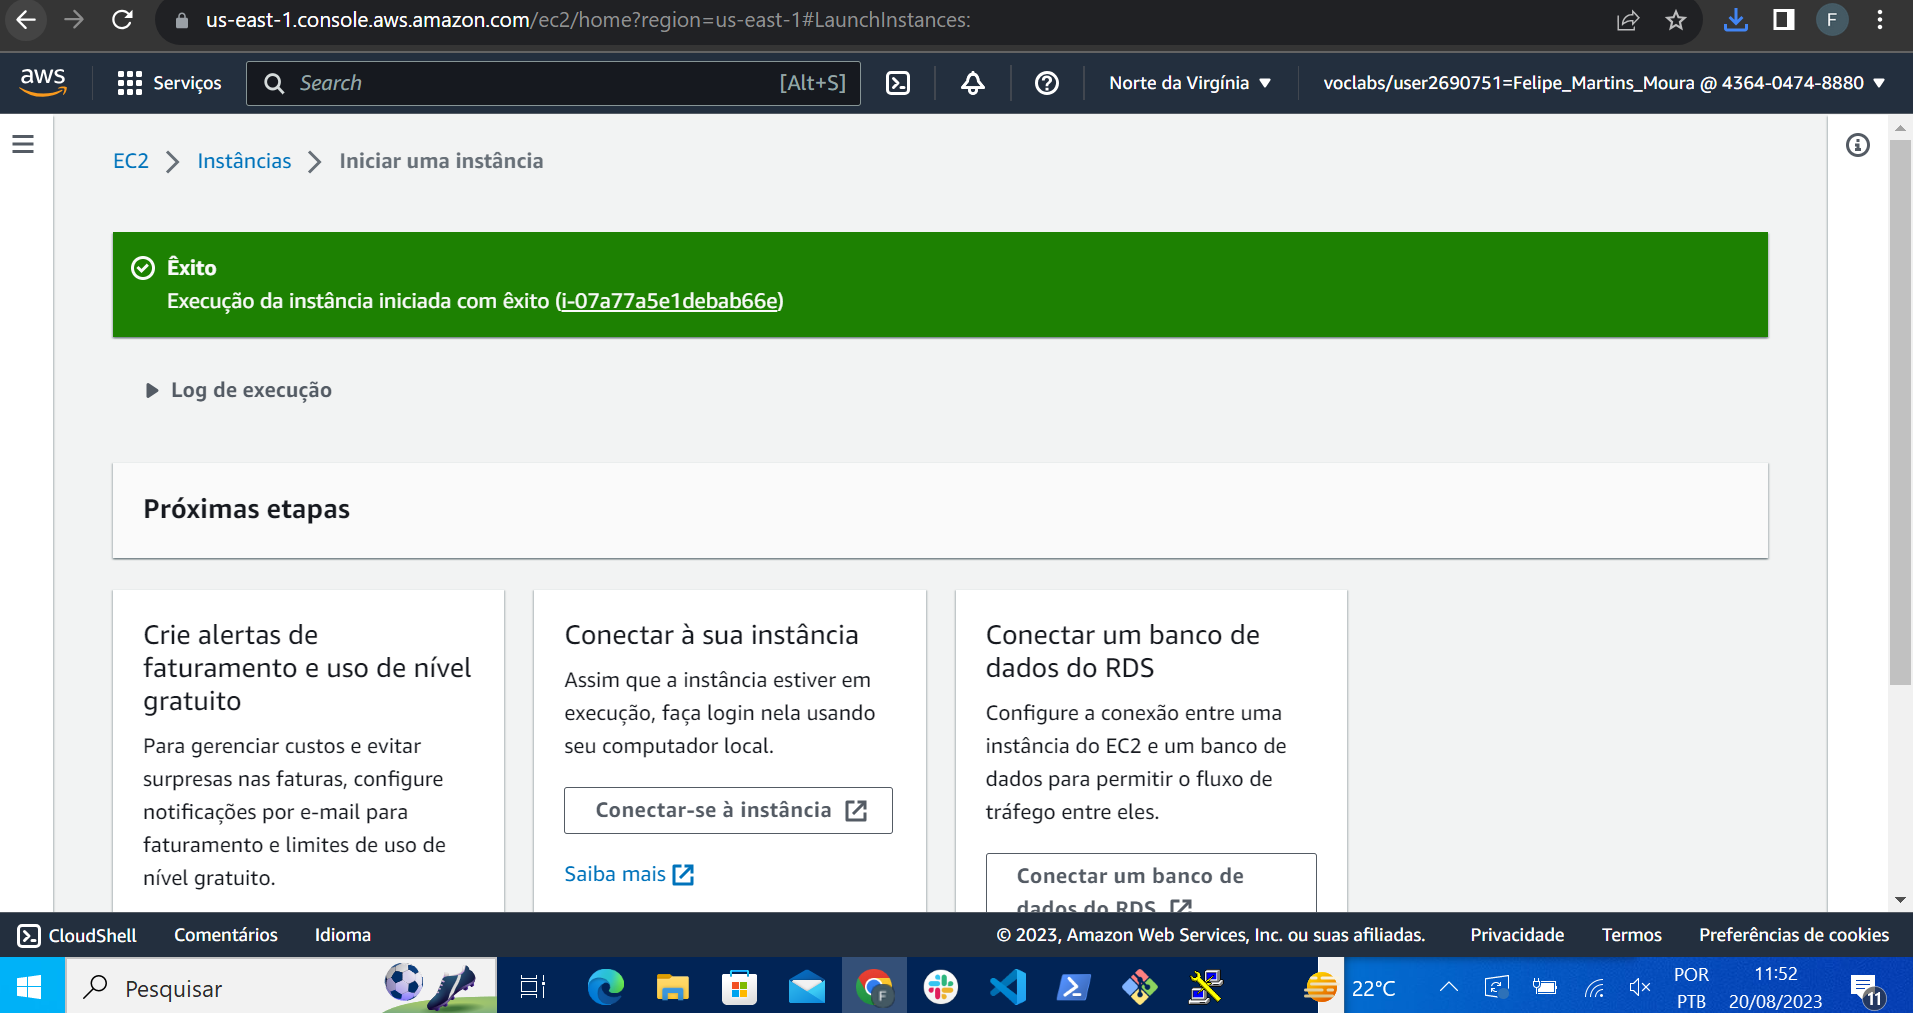 us-east-1.console.aws.amazon.com/ec2/home?region=us-east-1#LaunchInstances:
F
aws
Serviços
Search
[Alt+S]
Norte da Virgínia
voclabs/user2690751=Felipe_Martins_Moura @ 4364-0474-8880
EC2
Instâncias
Iniciar uma instância
Êxito
Execução da instância iniciada com êxito (i-07a77a5e1debab66e)
Log de execução
Próximas etapas
Crie alertas de
faturamento e uso de nível
gratuito
Para gerenciar custos e evitar
surpresas nas faturas, configure
notificações por e-mail para
faturamento e limites de uso de
nível gratuito.
Conectar à sua instância
Assim que a instância estiver em
execução, faça login nela usando
seu computador local.
Conectar-se à instância
Saiba mais
Conectar um banco de
dados do RDS
Configure a conexão entre uma
instância do EC2 e um banco de
dados para permitir o fluxo de
tráfego entre eles.
Conectar um banco de
dados do RDS
CloudShell
Comentários
Idioma
© 2023, Amazon Web Services, Inc. ou suas afiliadas.
Privacidade
Termos
Preferências de cookies
Pesquisar
F
22°C
POR
PTB
11:52
20/08/2023
11